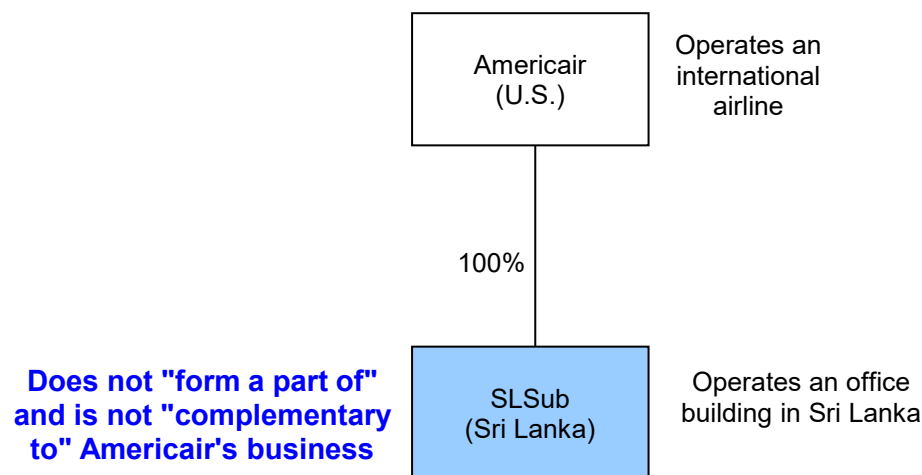 Americair
(U.S.)
Operates an
international
airline
100%
Does not "form a part of"
and is not "complementary
to" Americair's business
SLSub
(Sri Lanka)
Operates an office
building in Sri Lanka